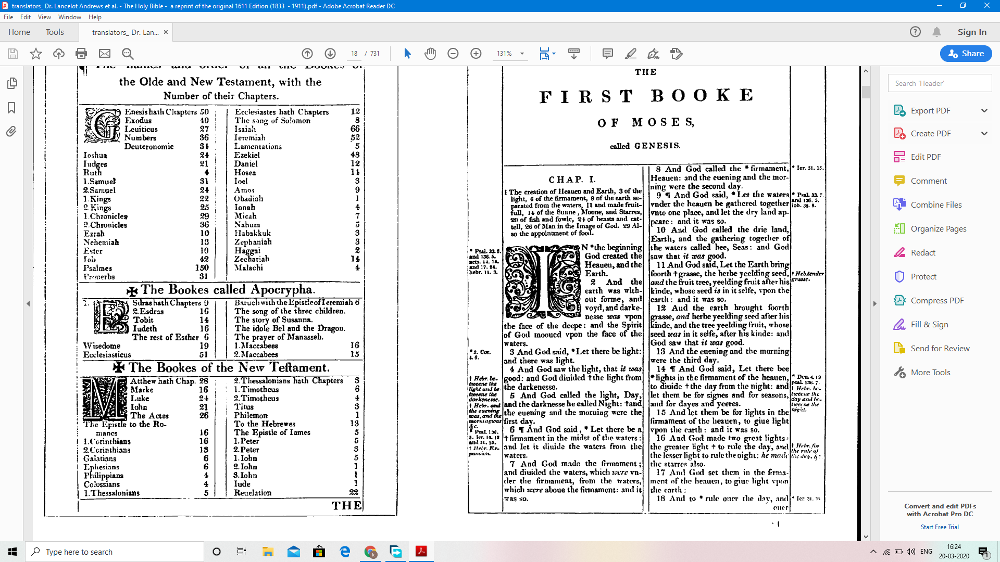 translators_ Dr. Lancelot Andrews et al. - The Holy Bible - a reprint of the original 1611 Edition (1833 - 1911).pdf - Adobe Acrobat Reader DC
File Edit View Window Help
Home Tools translators_ Dr. Lan... × Sign In
18 / 731 131% Share
¶ The names and order of all the Bookes of
the Olde and New Testament, with the
Number of their Chapters.
GEnesis hath Chapters 50
Exodus 40
Leuiticus 27
Numbers 36
Deuteronomie 34
Ioshua 24
Iudges 21
Ruth 4
1.Samuel 31
2.Samuel 24
1.Kings 22
2.Kings 25
1.Chronicles 29
2.Chronicles 36
Ezrah 10
Nehemiah 13
Ester 10
Iob 42
Psalmes 150
Prouerbs 31
Ecclesiastes hath Chapters 12
The song of Solomon 8
Isaiah 66
Ieremiah 52
Lamentations 5
Ezekiel 48
Daniel 12
Hosea 14
Ioel 3
Amos 9
Obadiah 1
Ionah 4
Micah 7
Nahum 5
Habakkuk 3
Zephaniah 3
Haggai 2
Zechariah 14
Malachi 4
✠ The Bookes called Apocrypha.
1. ESdras hath Chapters 9
2.Esdras 16
Tobit 14
Iudeth 16
The rest of Esther 6
Wisedome 19
Ecclesiasticus 51
Baruch with the Epistle of Ieremiah 6
The song of the three children.
The story of Susanna.
The idole Bel and the Dragon.
The prayer of Manasseh.
1.Maccabees 16
2.Maccabees 15
✠ The Bookes of the New Testament.
MAtthew hath Chap. 28
Marke 16
Luke 24
Iohn 21
The Actes 26
The Epistle to the Ro-
manes 16
1.Corinthians 16
2.Corinthians 13
Galatians 6
Ephesians 6
Philippians 4
Colossians 4
1.Thessalonians 5
2.Thessalonians hath Chapters 3
1.Timotheus 6
2.Timotheus 4
Titus 3
Philemon 1
To the Hebrewes 13
The Epistle of Iames 5
1.Peter 5
2.Peter 3
1.Iohn 5
2.Iohn 1
3.Iohn 1
Iude 1
Reuelation 22
THE
THE
FIRST BOOKE
OF MOSES,
called GENESIS.
CHAP. I.
1 The creation of Heauen and Earth, 3 of the
light, 6 of the firmament, 9 of the earth se-
parated from the waters, 11 and made fruit-
full, 14 of the Sunne, Moone, and Starres,
20 of fish and fowle, 24 of beasts and cat-
tell, 26 of Man in the Image of God. 29 Al-
so the appointment of food.
* Psal. 33. 6.
and 136. 5.
acts. 14. 15.
and 17. 24.
hebr. 11. 3.
IN *the beginning
God created the
Heauen, and the
Earth.
2 And the
earth was with-
out forme, and
voyd, and darke-
nesse was vpon
the face of the deepe: and the Spirit
of God mooued vpon the face of the
waters.
* 2. Cor.
4. 6.
3 And God said, *Let there be light:
and there was light.
4 And God saw the light, that it was
good: and God diuided †the light from
the darkenesse.
5 And God called the light, Day,
and the darknesse he called Night: †and
the euening and the morning were the
first day.
6 ¶ And God said, * Let there be a
†firmament in the midst of the waters:
and let it diuide the waters from the
waters.
7 And God made the firmament;
and diuided the waters, which were vn-
der the firmament, from the waters,
which were aboue the firmament: and it
was so.
† Hebr. be-
tweene the
light and be-
tweene the
darkenesse.
† Hebr. and
the euening
was, and the
morning was
&c.
* Psal. 136.
5. Ier. 10. 12
and 51. 15.
† Hebr. Ex-
pansion.
8 And God called the * firmament,
Heauen: and the euening and the mor-
ning were the second day.
9 ¶ And God said, *Let the waters
vnder the heauen be gathered together
vnto one place, and let the dry land ap-
peare: and it was so.
10 And God called the drie land,
Earth, and the gathering together of
the waters called hee, Seas: and God
saw that it was good.
11 And God said, Let the Earth bring
foorth †grasse, the herbe yeelding seed,
and the fruit tree, yeelding fruit after his
kinde, whose seed is in it selfe, vpon the
earth: and it was so.
12 And the earth brought foorth
grasse, and herbe yeelding seed after his
kinde, and the tree yeelding fruit, whose
seed was in it selfe, after his kinde: and
God saw that it was good.
13 And the euening and the morning
were the third day.
14 ¶ And God said, Let there bee
*lights in the firmament of the heauen,
to diuide †the day from the night: and
let them be for signes and for seasons,
and for dayes and yeeres.
15 And let them be for lights in the
firmament of the heauen, to giue light
vpon the earth: and it was so.
16 And God made two great lights:
the greater light † to rule the day, and
the lesser light to rule the night: he made
the starres also.
17 And God set them in the firma-
ment of the heauen, to giue light vpon
the earth:
18 And to * rule ouer the day, and
ouer
* Ier. 51. 15.
* Psal. 33. 7.
and 136. 5.
iob. 38. 8.
† Heb. tender
grasse.
* Deu. 4. 19
psal. 136. 7.
† Hebr. be-
tweene the
day and be-
tweene the
night.
† Hebr. for
the rule of
the day, &c.
* Ier. 31. 35
Search 'Header'
Export PDF
Create PDF
Edit PDF
Comment
Combine Files
Organize Pages
Redact
Protect
Compress PDF
Fill & Sign
Send for Review
More Tools
Convert and edit PDFs
with Acrobat Pro DC
Start Free Trial
Type here to search
ENG 16:24
20-03-2020
1